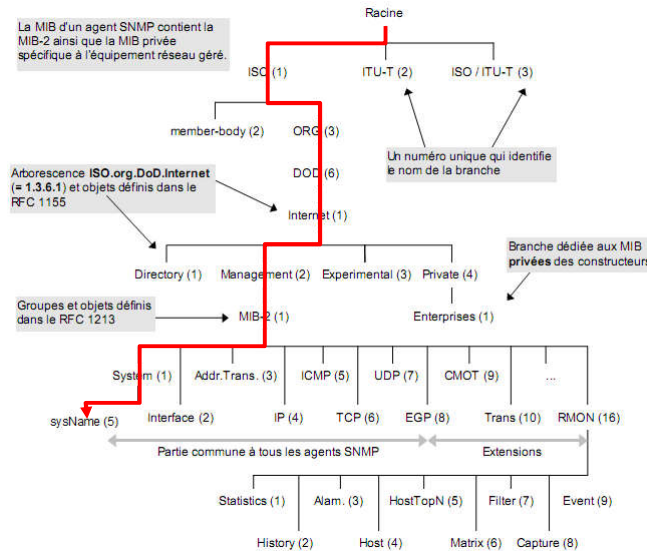 Racine
La MIB d'un agent SNMP contient la
MIB-2 ainsi que la MIB privée
spécifique à l'équipement réseau géré.
ISO (1)
ITU-T (2)
ISO / ITU-T (3)
member-body (2)
ORG (3)
Un numéro unique qui identifie
le nom de la branche
DOD (6)
Arborescence ISO.org.DoD.Internet
(= 1.3.6.1) et objets définis dans le
RFC 1155
Internet (1)
Branche dédiée aux MIB
privées des constructeurs
Directory (1)
Management (2)
Experimental (3)
Private (4)
Groupes et objets définis
dans le RFC 1213
MIB-2 (1)
Enterprises (1)
System (1)
Addr.Trans. (3)
ICMP (5)
UDP (7)
CMOT (9)
...
sysName (5)
Interface (2)
IP (4)
TCP (6)
EGP (8)
Trans (10)
RMON (16)
Partie commune à tous les agents SNMP
Extensions
Statistics (1)
Alam. (3)
HostTopN (5)
Filter (7)
Event (9)
History (2)
Host (4)
Matrix (6)
Capture (8)